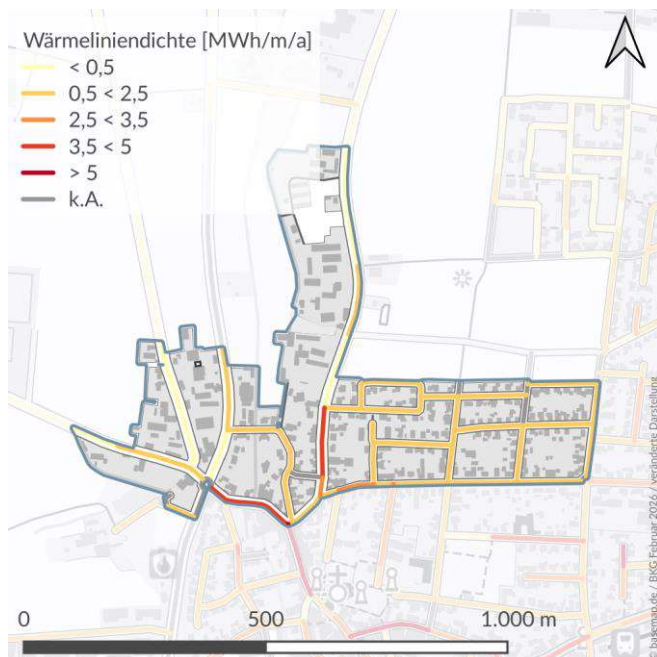 Wärmeliniendichte [MWh/m/a]
< 0,5
0,5 < 2,5
2,5 < 3,5
3,5 < 5
> 5
k.A.
0 500 1.000 m
© basemap.de / BKG Februar 2026 / veränderte Darstellung